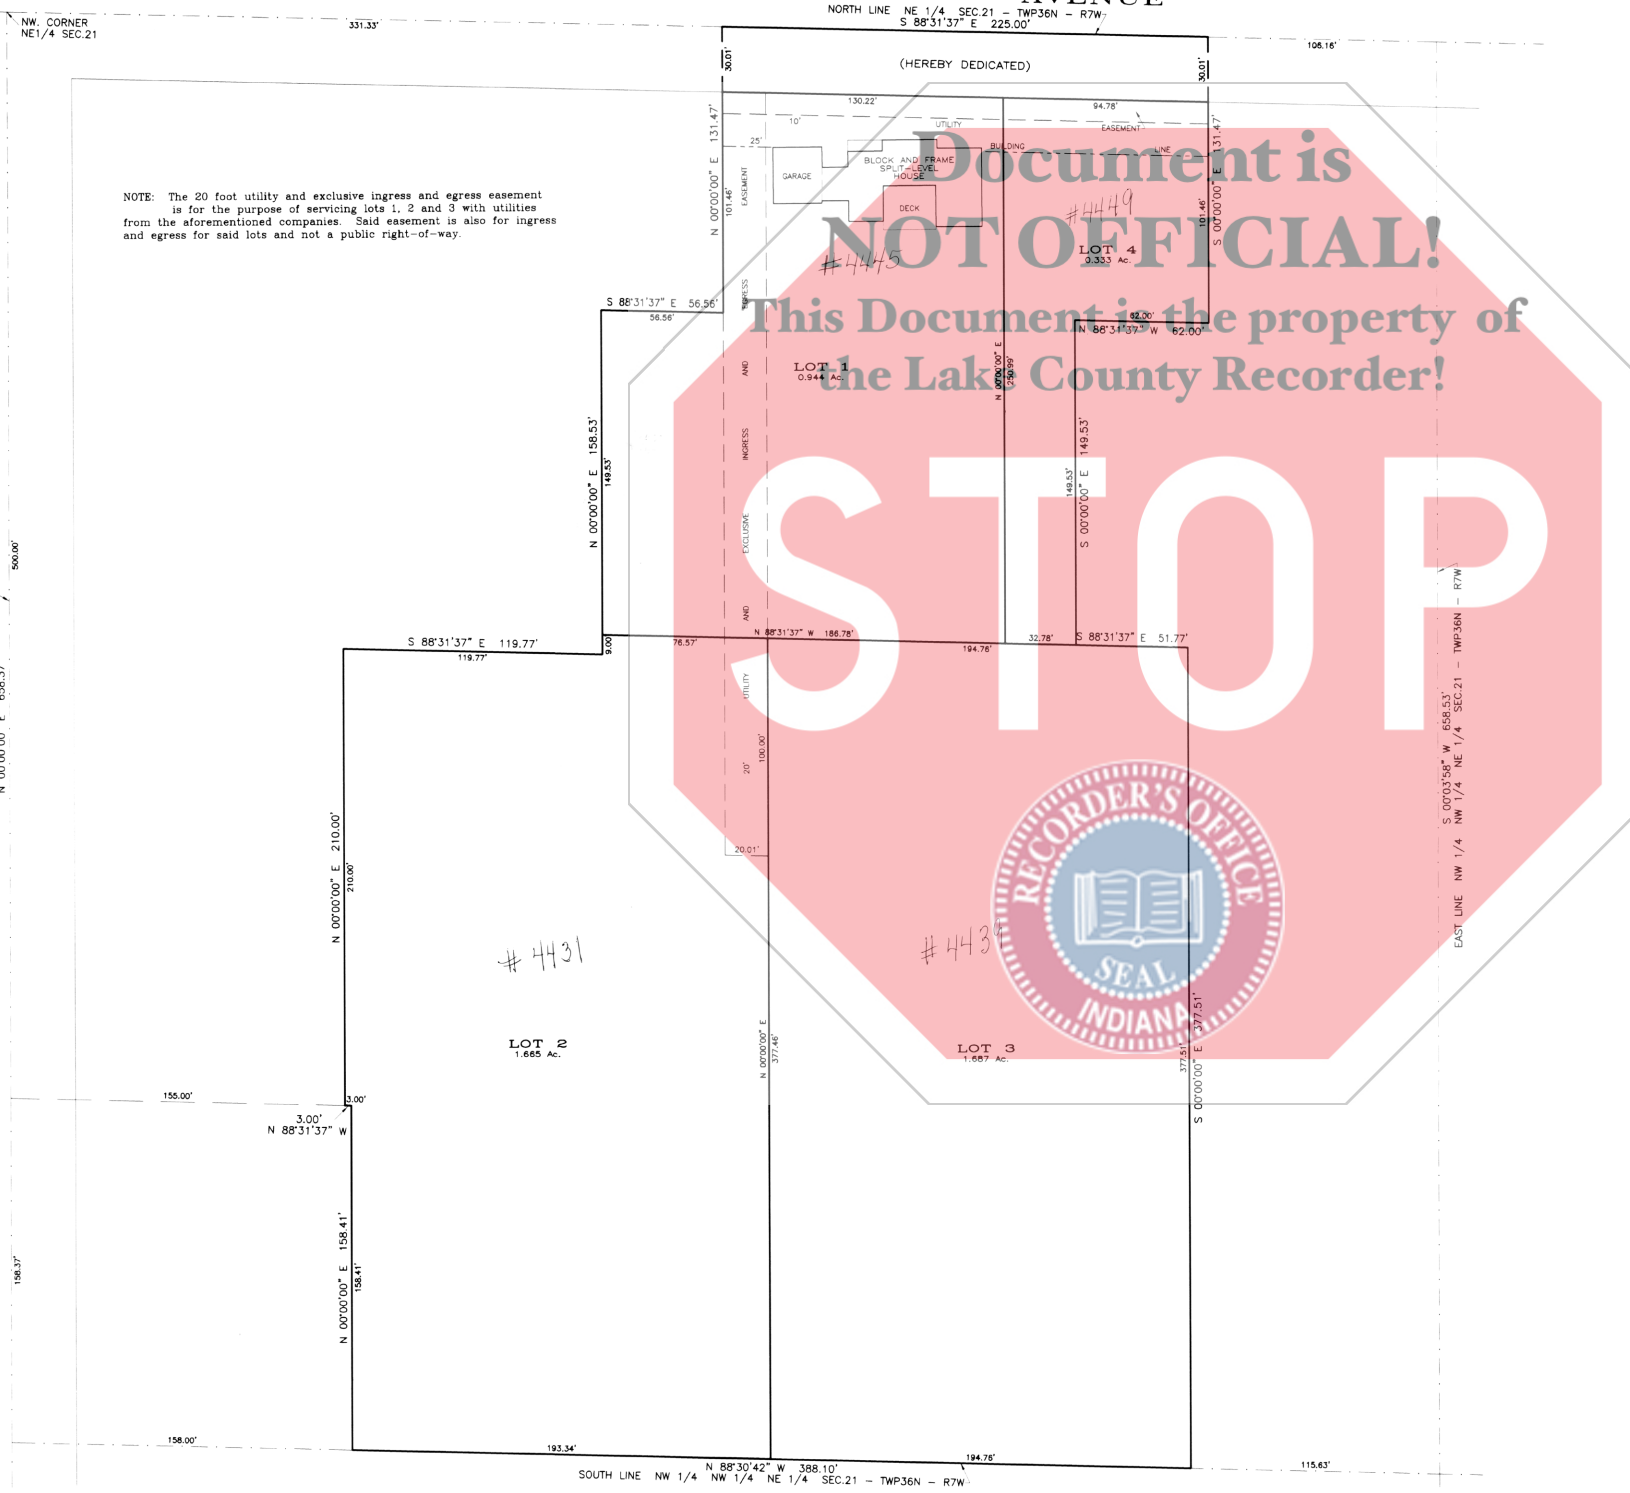 AVENUE
NW. CORNER
NE1/4 SEC.21
331.33'
NORTH LINE NE 1/4 SEC.21 - TWP36N - R7W
S 88°31'37" E 225.00'
106.16'
30.01'
(HEREBY DEDICATED)
30.01'
130.22'
94.78'
10'
UTILITY
EASEMENT
25'
BUILDING
LINE
N 00°00'00" E 131.47'
101.46'
EASEMENT
GARAGE
BLOCK AND FRAME
SPLIT-LEVEL
HOUSE
DECK
S 00°00'00" E 131.47'
101.46'
Document is
NOT OFFICIAL!
This Document is the property of
the Lake County Recorder!
NOTE: The 20 foot utility and exclusive ingress and egress easement
is for the purpose of servicing lots 1, 2 and 3 with utilities
from the aforementioned companies. Said easement is also for ingress
and egress for said lots and not a public right-of-way.
#4449
LOT 4
0.333 Ac.
#4445
S 88°31'37" E 56.56'
56.56'
EGRESS
62.00'
N 88°31'37" W 62.00'
LOT 1
0.944 Ac.
AND
N 00°00'00" E
250.99'
INGRESS
N 00°00'00" E 158.53'
149.53'
S 00°00'00" E 149.53'
149.53'
STOP
EXCLUSIVE
500.00'
AND
S 88°31'37" E 119.77'
119.77'
9.00'
76.57'
N 88°31'37" W 186.78'
194.76'
32.78'
S 88°31'37" E 51.77'
UTILITY
20'
100.00'
20.01'
N 00°00'00" E 658.37'
S 00°03'58" W 658.53'
EAST LINE NW 1/4 NW 1/4 NE 1/4 SEC.21 - TWP36N - R7W
N 00°00'00" E 210.00'
210.00'
RECORDER'S OFFICE
SEAL
INDIANA
# 4431
# 4439
LOT 2
1.665 Ac.
LOT 3
1.687 Ac.
N 00°00'00" E
377.46'
377.51'
S 00°00'00" E 377.51'
155.00'
3.00'
3.00'
N 88°31'37" W
N 00°00'00" E 158.41'
158.41'
158.37'
158.00'
193.34'
N 88°30'42" W 388.10'
194.76'
115.63'
SOUTH LINE NW 1/4 NW 1/4 NE 1/4 SEC.21 - TWP36N - R7W